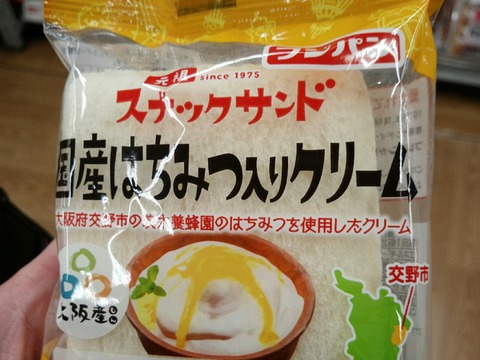 フジパン
元祖 since 1975
スナックサンド
国産はちみつ入りクリーム
大阪府交野市の 養蜂園のはちみつを使用したクリーム
交野市
大阪産